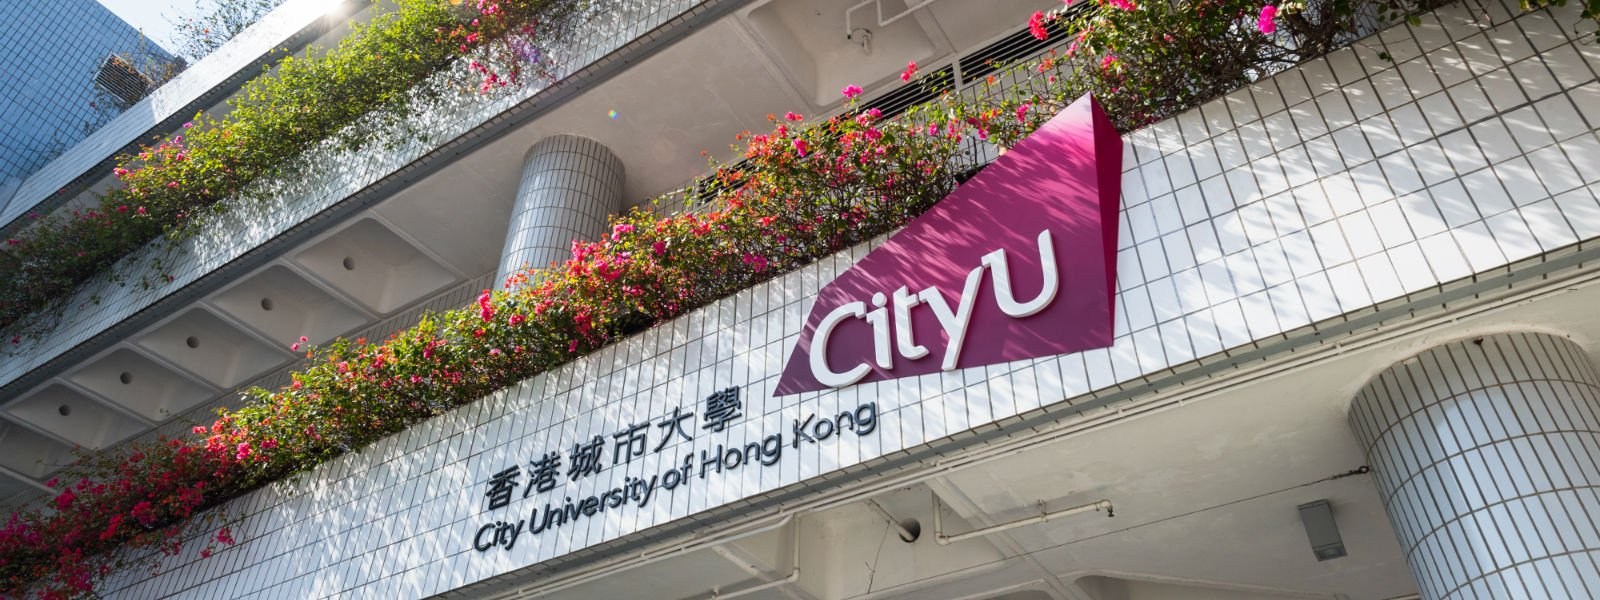 CityU
香港城市大學
City University of Hong Kong